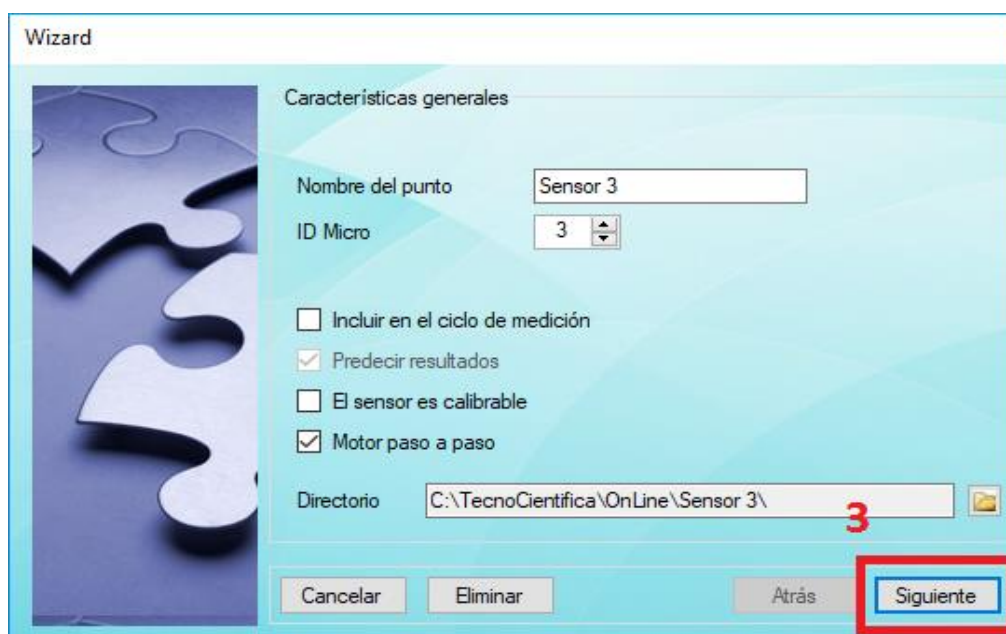 Wizard
Características generales
Nombre del punto Sensor 3
ID Micro 3
Incluir en el ciclo de medición
Predecir resultados
El sensor es calibrable
Motor paso a paso
Directorio C:\TecnoCientifica\OnLine\Sensor 3\
3
Cancelar Eliminar Atrás Siguiente